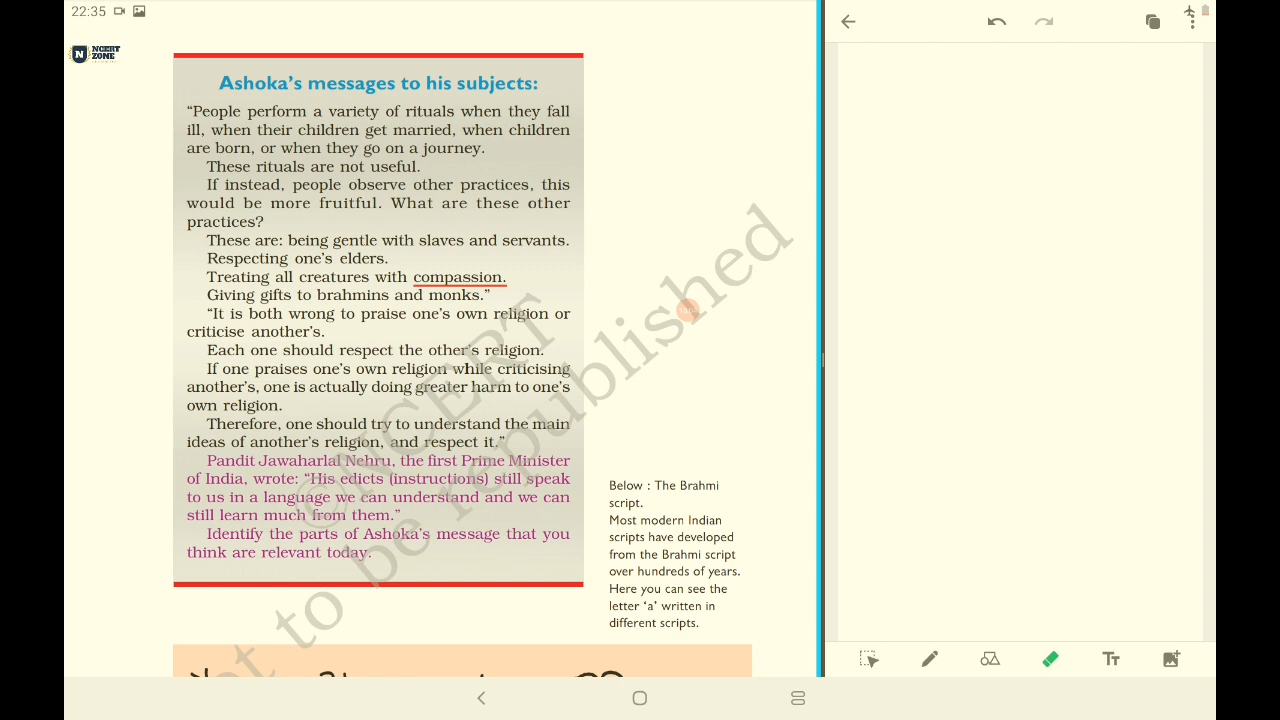 22:35
NCERT
ZONE
Ashoka's messages to his subjects:
“People perform a variety of rituals when they fall
ill, when their children get married, when children
are born, or when they go on a journey.
These rituals are not useful.
If instead, people observe other practices, this
would be more fruitful. What are these other
practices?
These are: being gentle with slaves and servants.
Respecting one's elders.
Treating all creatures with compassion.
Giving gifts to brahmins and monks.”
“It is both wrong to praise one's own religion or
criticise another's.
Each one should respect the other's religion.
If one praises one's own religion while criticising
another's, one is actually doing greater harm to one's
own religion.
Therefore, one should try to understand the main
ideas of another's religion, and respect it.”
Pandit Jawaharlal Nehru, the first Prime Minister
of India, wrote: “His edicts (instructions) still speak
to us in a language we can understand and we can
still learn much from them.”
Identify the parts of Ashoka's message that you
think are relevant today.
Below : The Brahmi
script.
Most modern Indian
scripts have developed
from the Brahmi script
over hundreds of years.
Here you can see the
letter ‘a’ written in
different scripts.
©NCERT
not to be republished
Tт